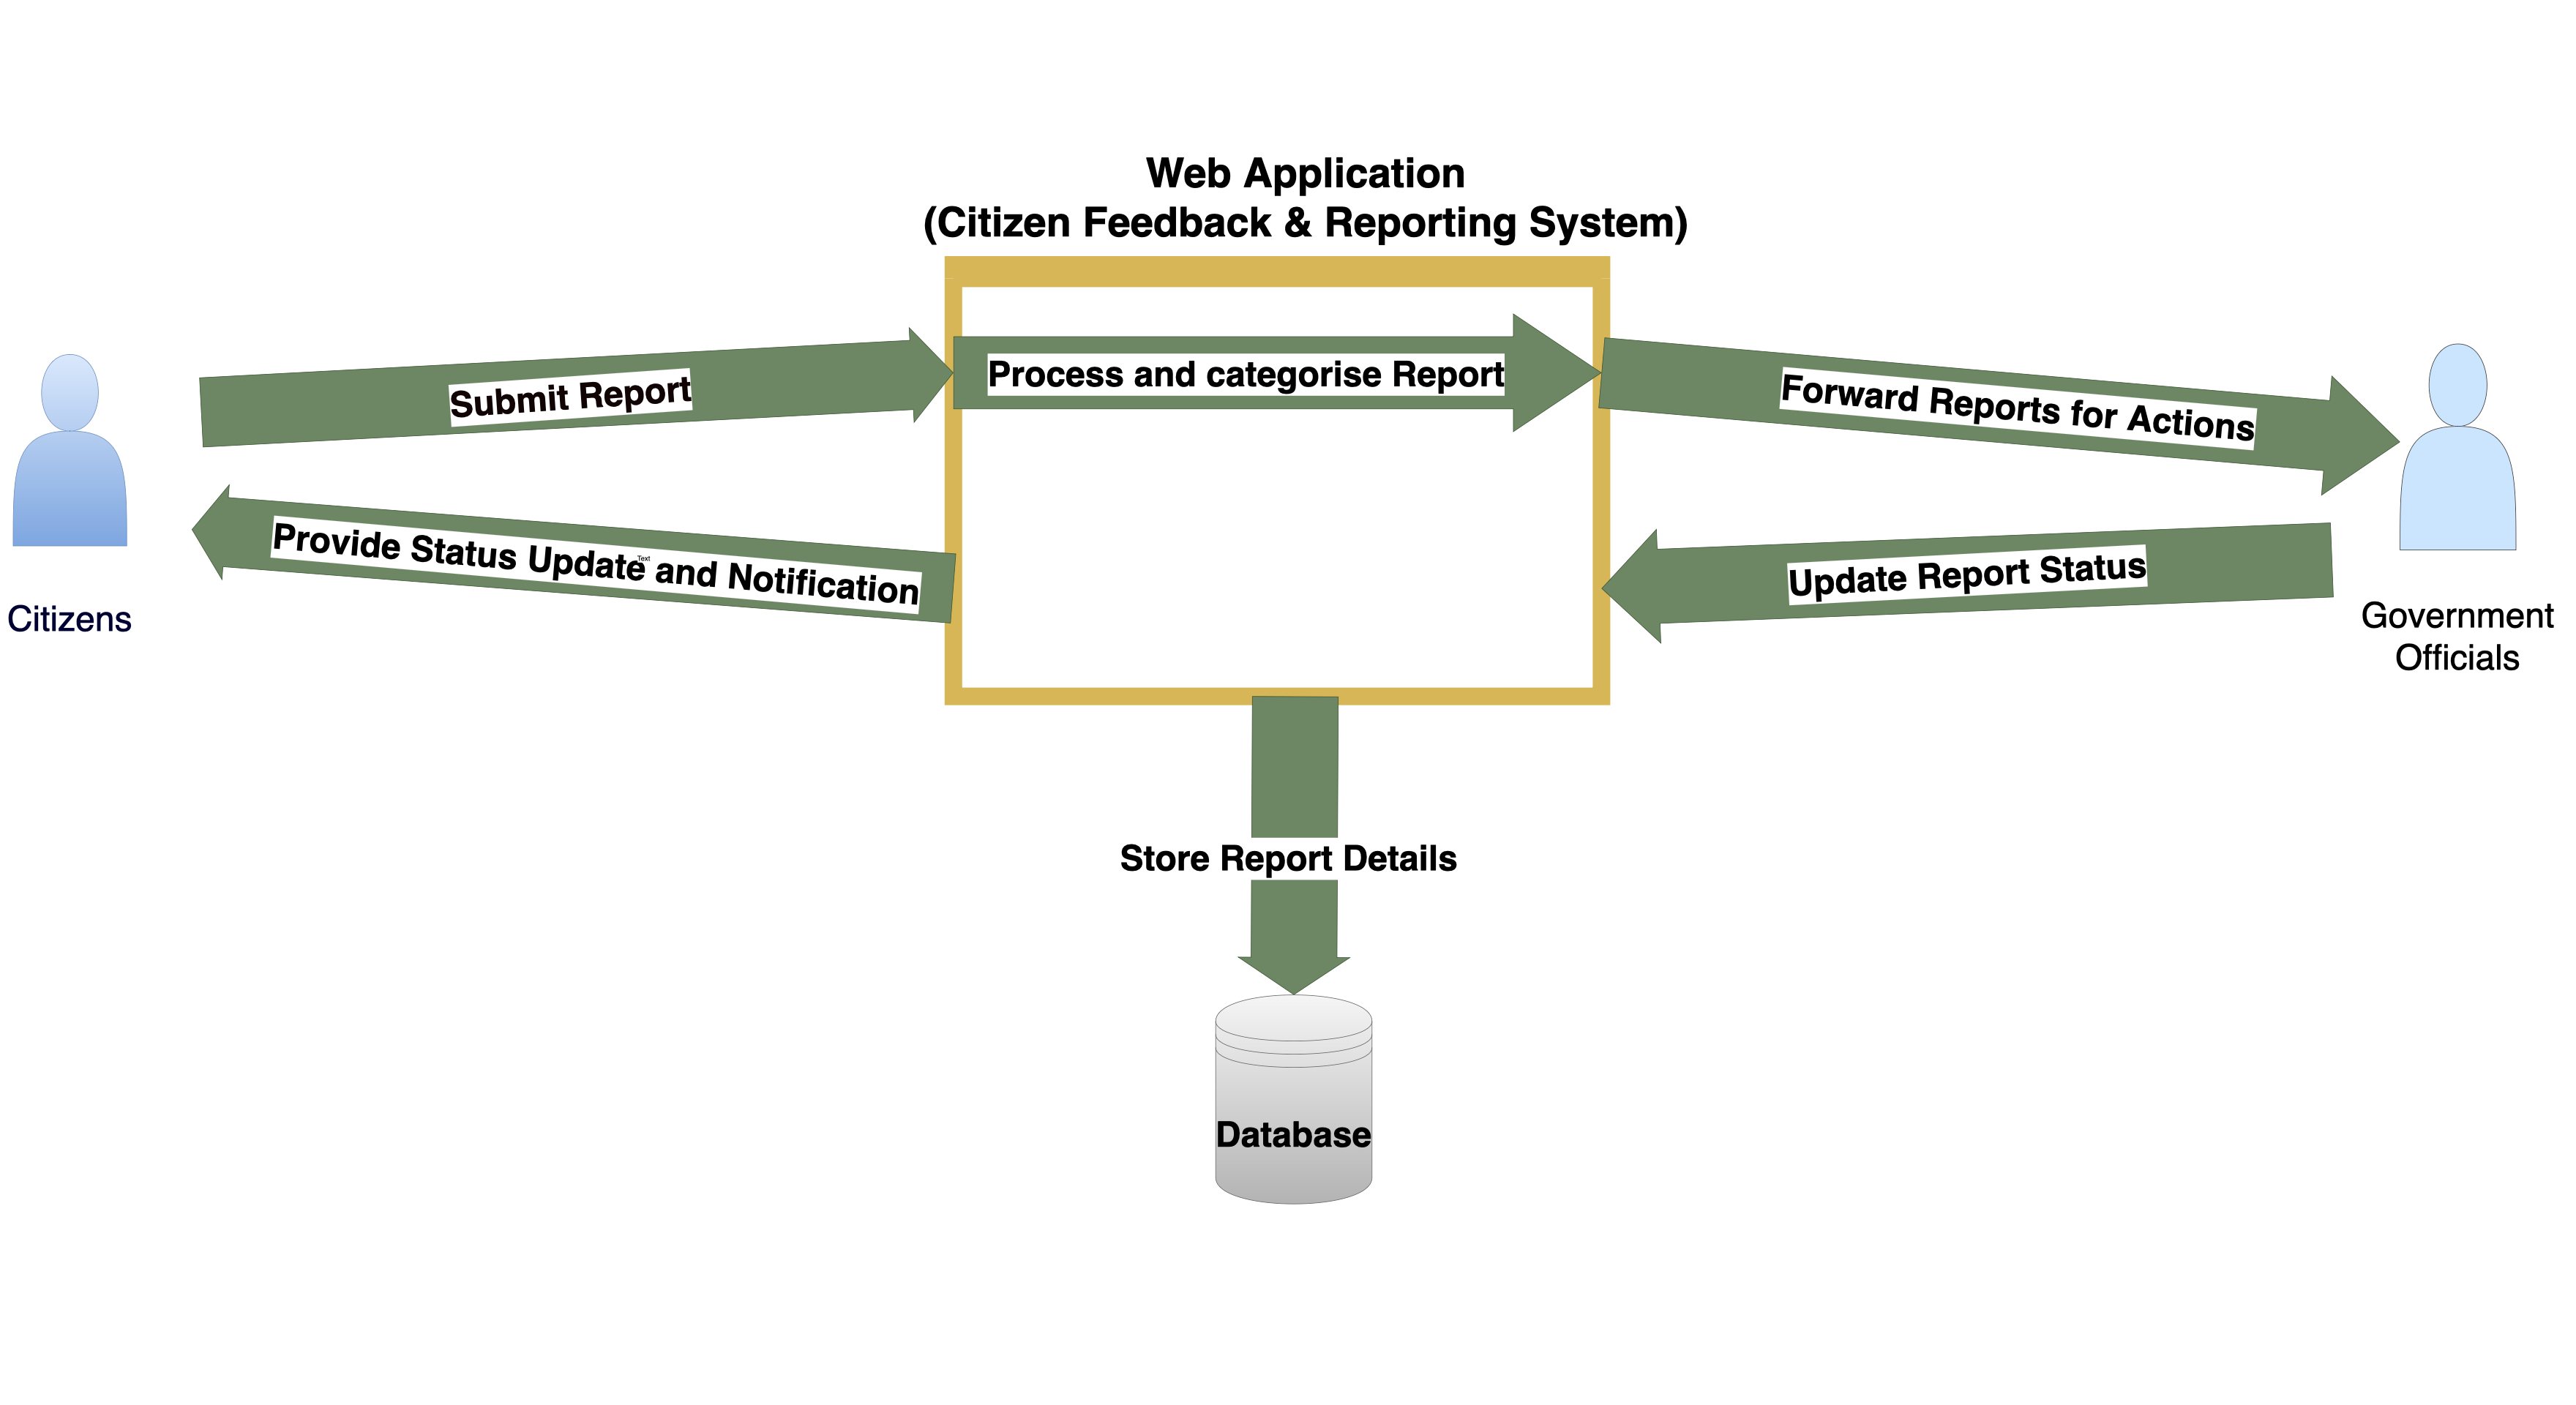 Web Application
(Citizen Feedback & Reporting System)
Submit Report
Process and categorise Report
Forward Reports for Actions
Provide Status Update and Notification
Text
Update Report Status
Citizens
Government
Officials
Store Report Details
Database